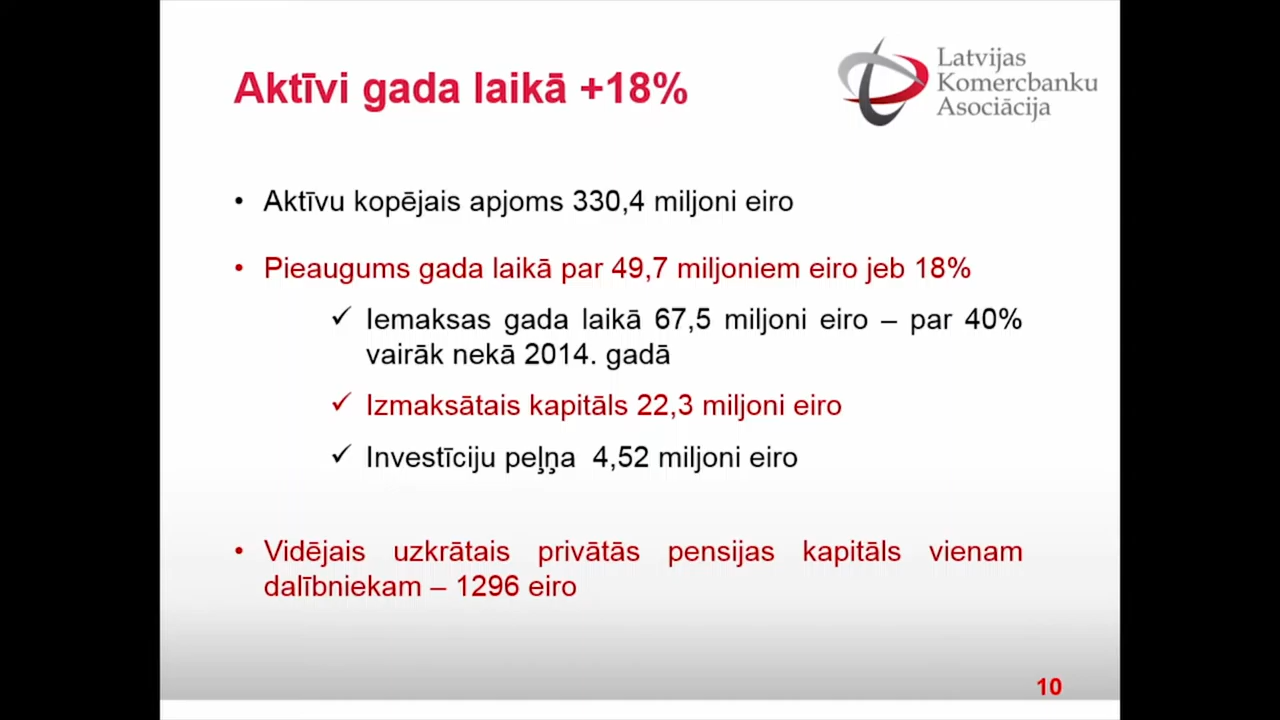 Aktīvi gada laikā +18%
Latvijas
Komercbanku
Asociācija
• Aktīvu kopējais apjoms 330,4 miljoni eiro
• Pieaugums gada laikā par 49,7 miljoniem eiro jeb 18%
✓ Iemaksas gada laikā 67,5 miljoni eiro – par 40%
vairāk nekā 2014. gadā
✓ Izmaksātais kapitāls 22,3 miljoni eiro
✓ Investīciju peļņa 4,52 miljoni eiro
• Vidējais uzkrātais privātās pensijas kapitāls vienam
dalībniekam – 1296 eiro
10